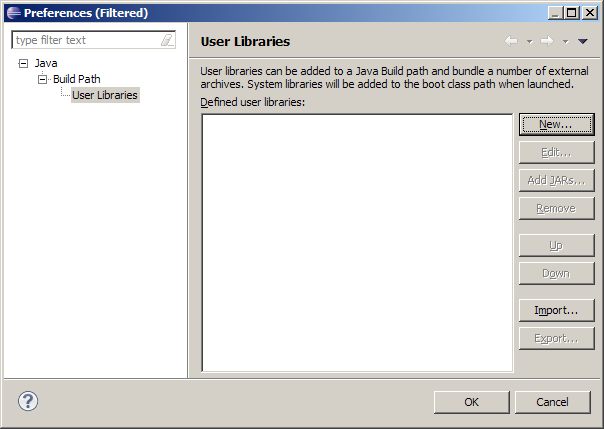 Preferences (Filtered)
type filter text
User Libraries
Java
Build Path
User Libraries
User libraries can be added to a Java Build path and bundle a number of external
archives. System libraries will be added to the boot class path when launched.
Defined user libraries:
New...
Edit...
Add JARs...
Remove
Up
Down
Import...
Export...
?
OK
Cancel